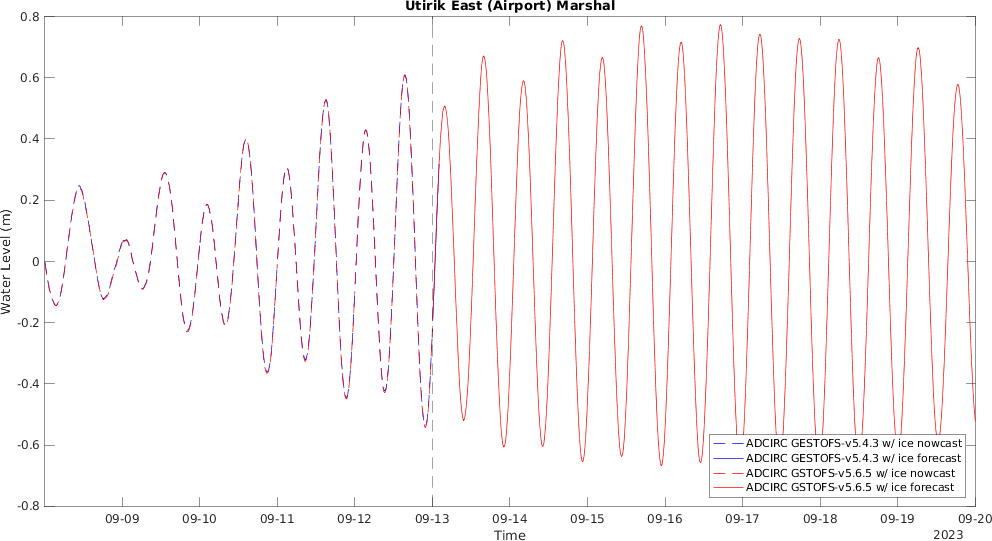 Utirik East (Airport) Marshal
0.8
0.6
0.4
0.2
0
-0.2
-0.4
-0.6
-0.8
Water Level (m)
ADCIRC GESTOFS-v5.4.3 w/ ice nowcast
ADCIRC GESTOFS-v5.4.3 w/ ice forecast
ADCIRC GSTOFS-v5.6.5 w/ ice nowcast
ADCIRC GSTOFS-v5.6.5 w/ ice forecast
09-09 09-10 09-11 09-12 09-13 09-14 09-15 09-16 09-17 09-18 09-19 09-20
Time
2023